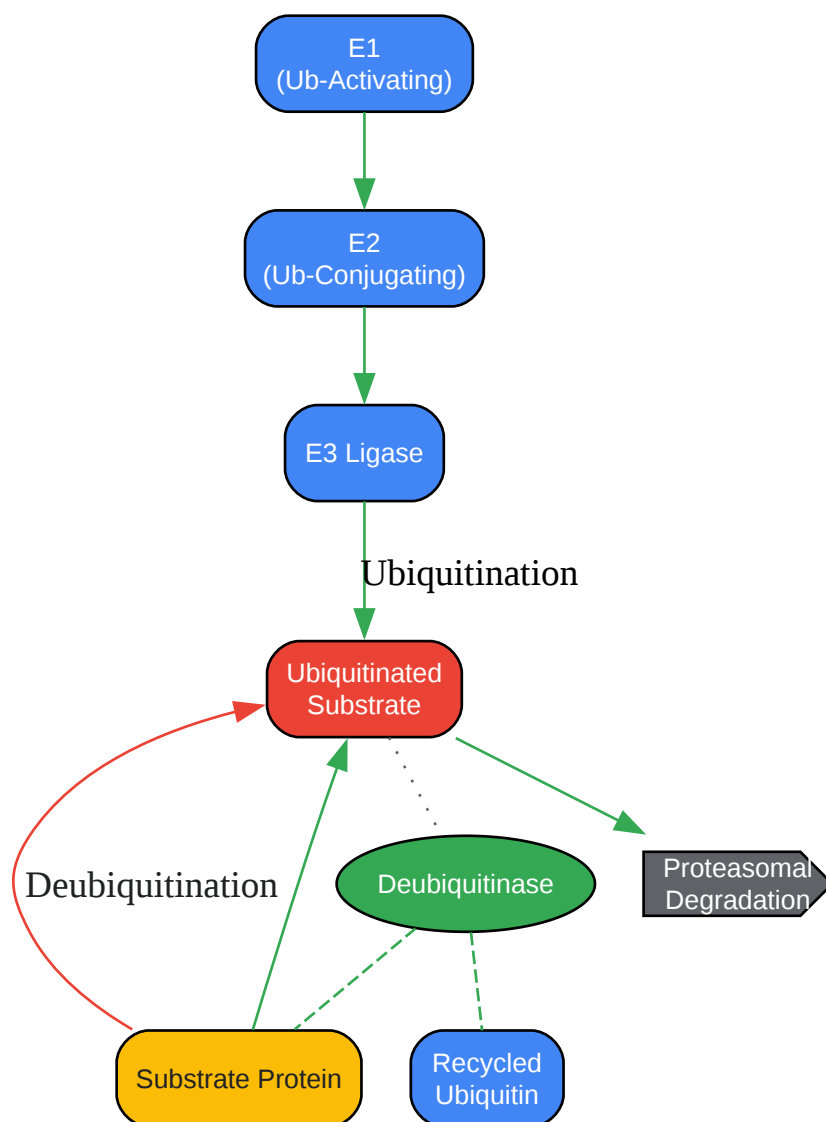 E1
(Ub-Activating)
E2
(Ub-Conjugating)
E3 Ligase
Ubiquitination
Ubiquitinated
Substrate
Deubiquitination
Deubiquitinase
Proteasomal
Degradation
Substrate Protein
Recycled
Ubiquitin